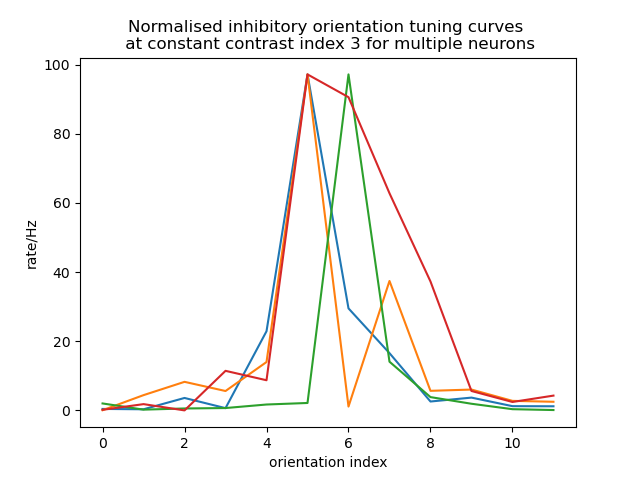 Normalised inhibitory orientation tuning curves
at constant contrast index 3 for multiple neurons
100
80
60
40
20
0
rate/Hz
0 2 4 6 8 10
orientation index